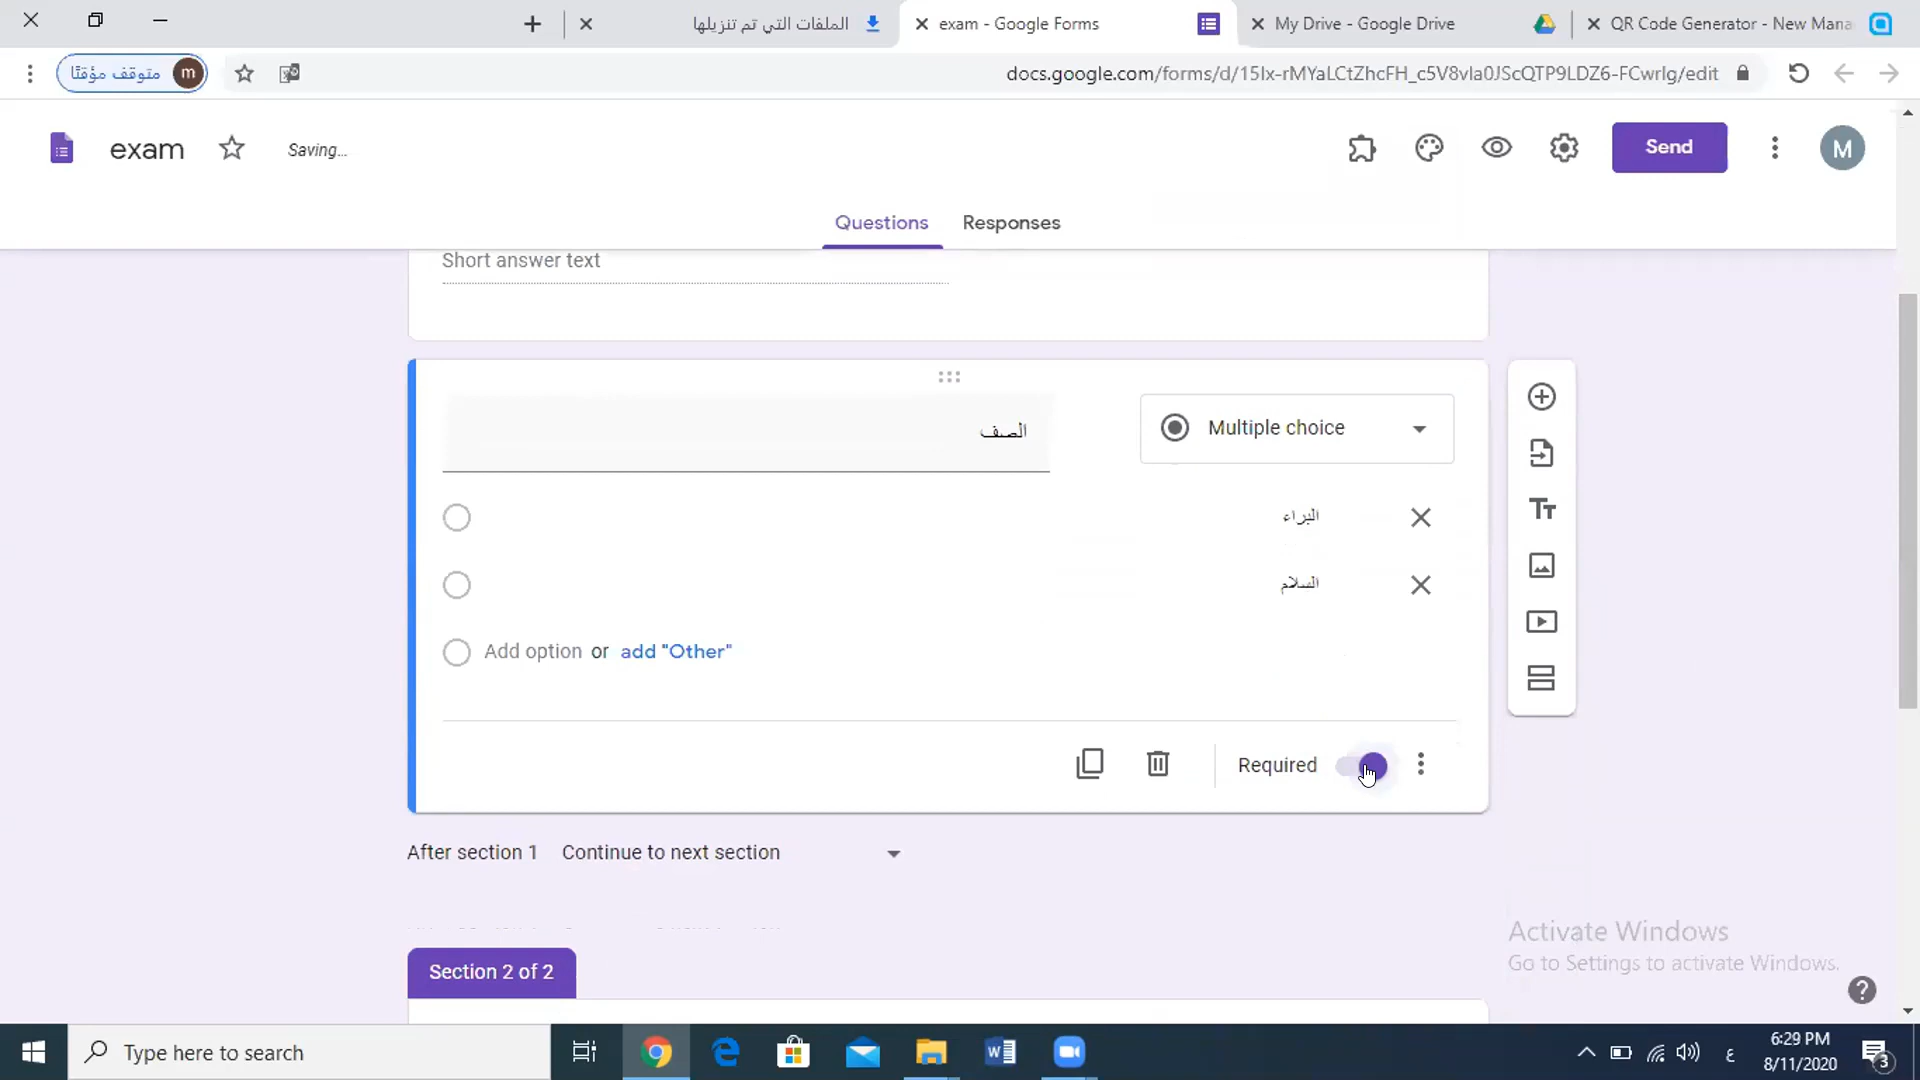 الملفات التي تم تنزيلها
exam - Google Forms
My Drive - Google Drive
QR Code Generator - New Mana
متوقف مؤقتًا
m
docs.google.com/forms/d/15Ix-rMYaLCtZhcFH_c5V8vla0JScQTP9LDZ6-FCwrIg/edit
exam
Saving...
Send
M
Questions
Responses
Short answer text
الصف
Multiple choice
البراء
السلام
Add option or add "Other"
Required
After section 1 Continue to next section
Section 2 of 2
Activate Windows
Go to Settings to activate Windows.
Type here to search
ع
6:29 PM
8/11/2020
3